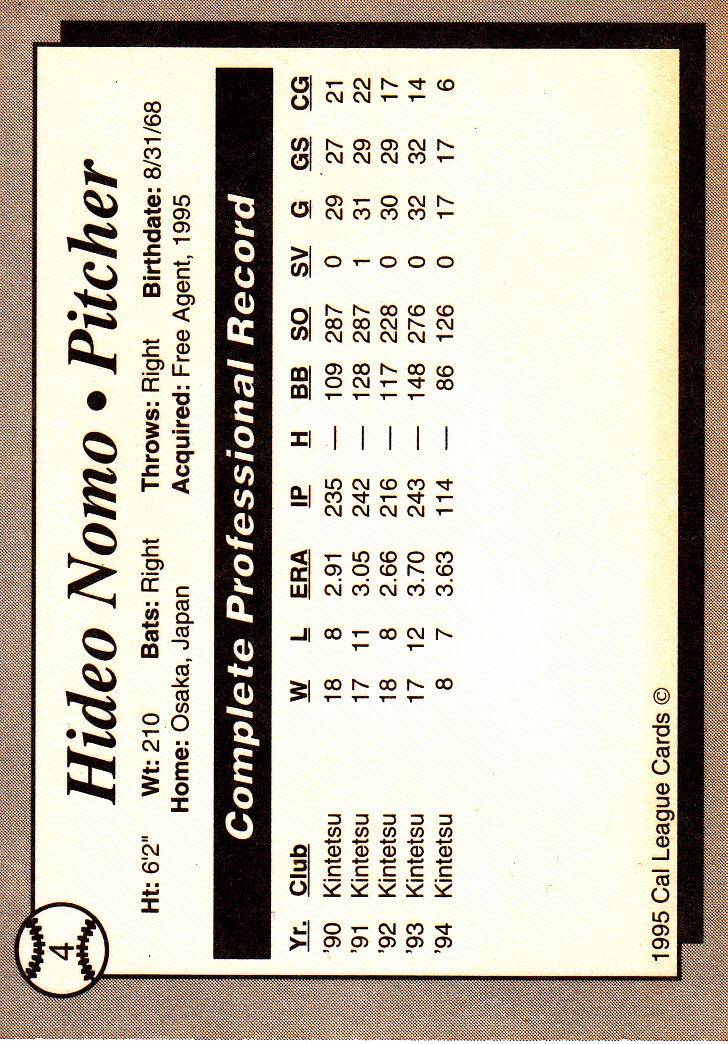 4
Hideo Nomo • Pitcher
Ht: 6'2" Wt: 210 Bats: Right Throws: Right Birthdate: 8/31/68
Home: Osaka, Japan Acquired: Free Agent, 1995
Complete Professional Record
Yr. Club W L ERA IP H BB SO SV G GS CG
'90 Kintetsu 18 8 2.91 235 — 109 287 0 29 27 21
'91 Kintetsu 17 11 3.05 242 — 128 287 1 31 29 22
'92 Kintetsu 18 8 2.66 216 — 117 228 0 30 29 17
'93 Kintetsu 17 12 3.70 243 — 148 276 0 32 32 14
'94 Kintetsu 8 7 3.63 114 — 86 126 0 17 17 6
1995 Cal League Cards ©